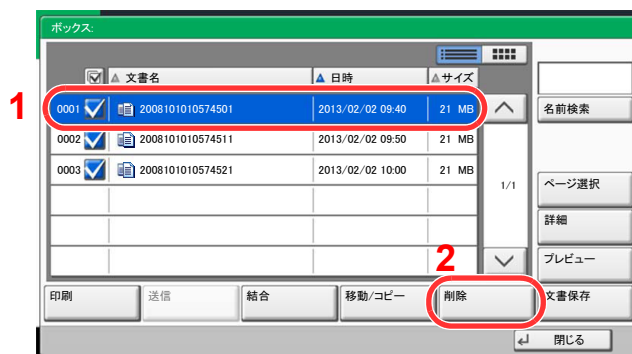 ボックス:
文書名 日時 サイズ
1 0001 2008101010574501 2013/02/02 09:40 21 MB 名前検索
0002 2008101010574511 2013/02/02 09:50 21 MB
0003 2008101010574521 2013/02/02 10:00 21 MB
1/1 ページ選択
詳細
2 プレビュー
印刷 送信 結合 移動/コピー 削除 文書保存
閉じる